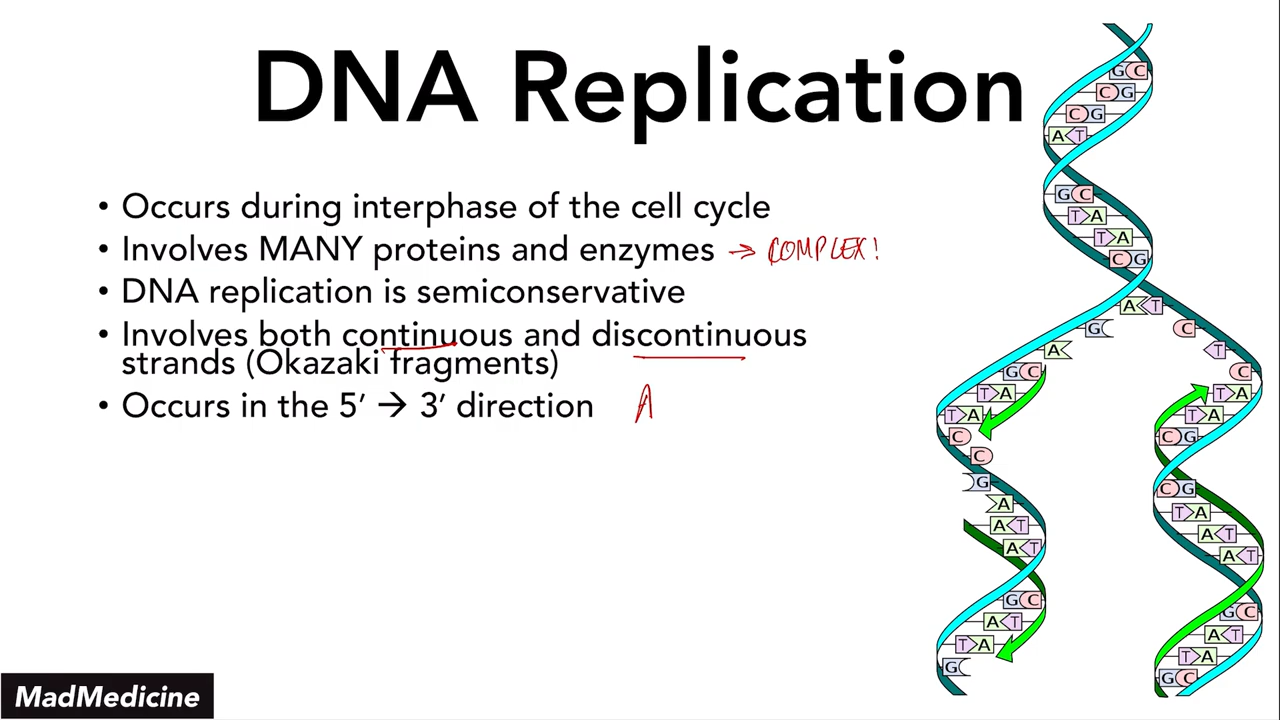 DNA Replication
• Occurs during interphase of the cell cycle
• Involves MANY proteins and enzymes → COMPLEX!
• DNA replication is semiconservative
• Involves both continuous and discontinuous
strands (Okazaki fragments)
• Occurs in the 5’ → 3’ direction A
G C
C G
C G
A T
G C
T A
T A
C G
A T
G C
A T
G C C
T A T A
T A T A
C C G
C
G C G
A T A
A T A T
A T A T
G C G C
A T A T
T A T A
G G C
MadMedicine